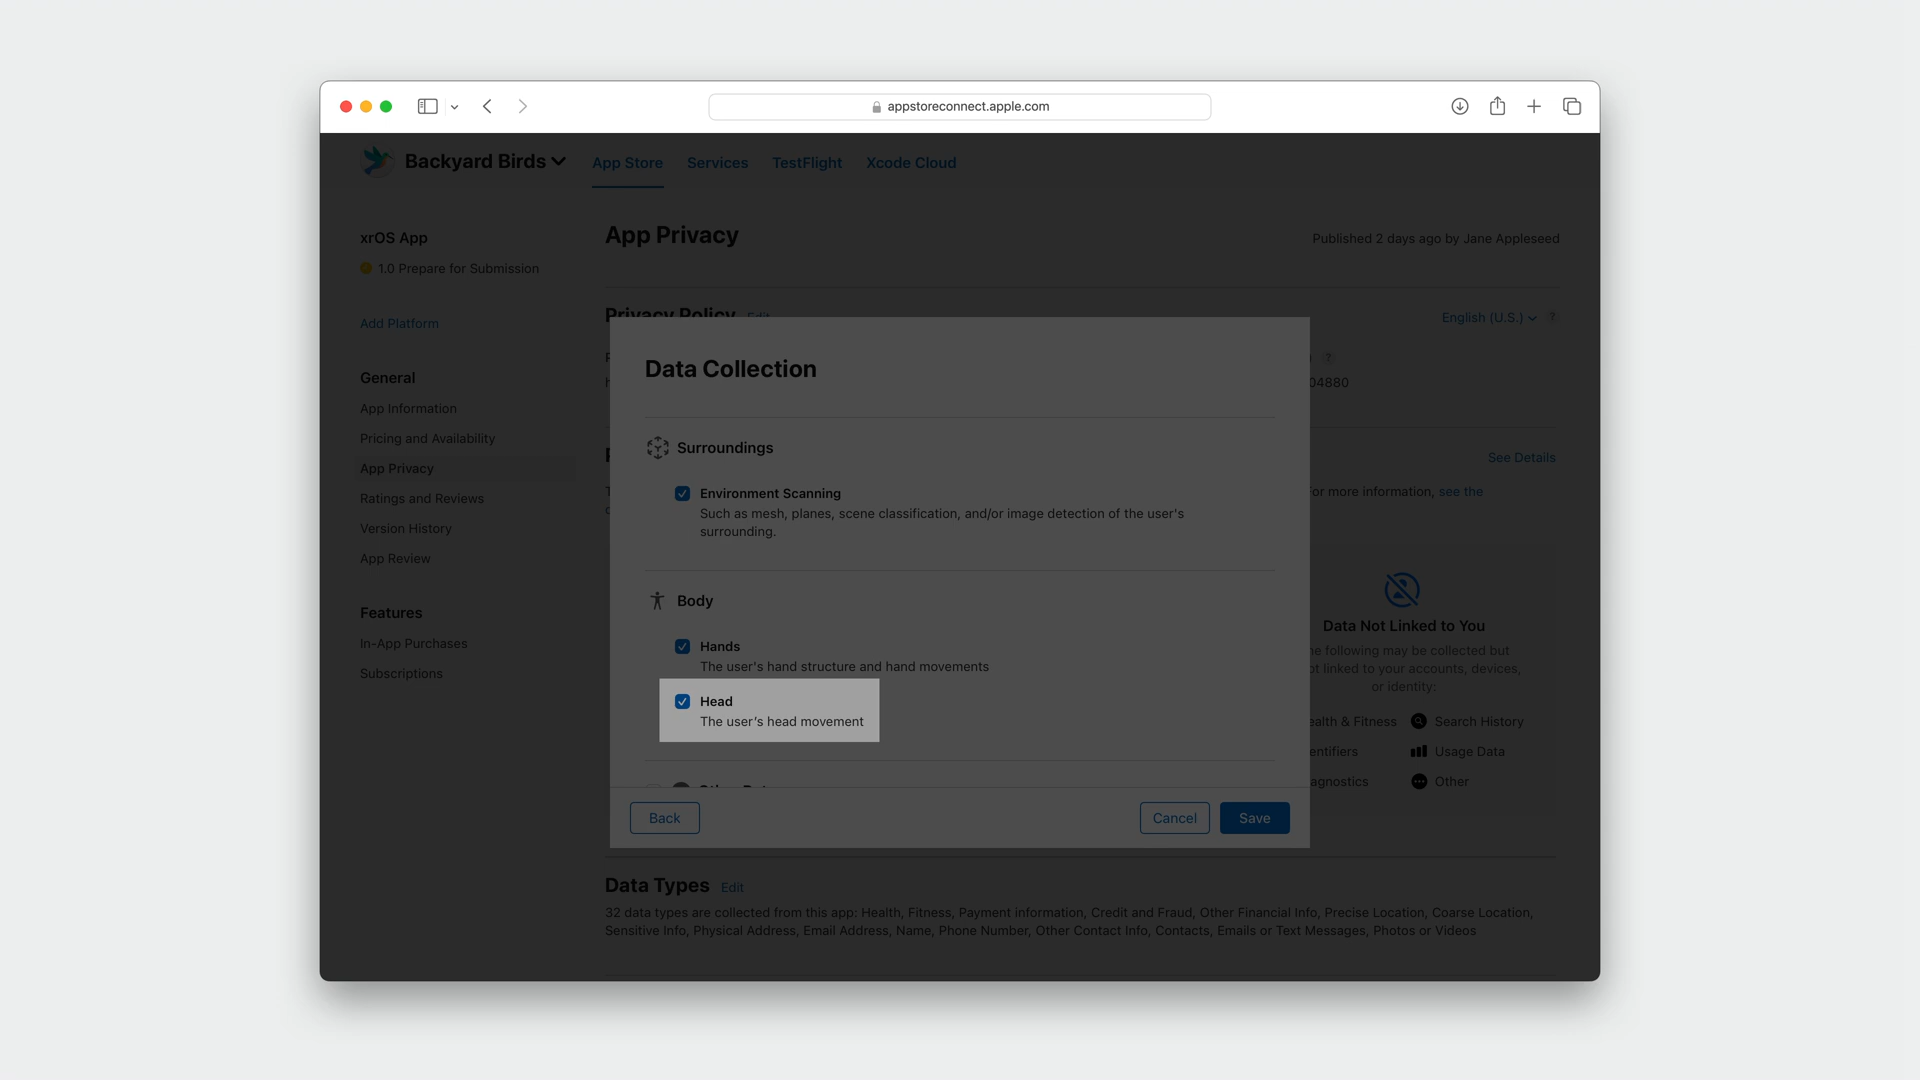 appstoreconnect.apple.com
Backyard Birds
App Store
Services
TestFlight
Xcode Cloud
xrOS App
1.0 Prepare for Submission
Add Platform
General
App Information
Pricing and Availability
App Privacy
Ratings and Reviews
Version History
App Review
Features
In-App Purchases
Subscriptions
App Privacy
Published 2 days ago by Jane Appleseed
Privacy Policy Edit
English (U.S.) ?
?
04880
See Details
For more information, see the
Data Collection
Surroundings
Environment Scanning
Such as mesh, planes, scene classification, and/or image detection of the user's
surrounding.
Body
Hands
The user's hand structure and hand movements
Head
The user's head movement
Back
Cancel
Save
Data Not Linked to You
following may be collected but
linked to your accounts, devices,
or identity:
& Fitness
Search History
Usage Data
Other
Data Types Edit
32 data types are collected from this app: Health, Fitness, Payment information, Credit and Fraud, Other Financial Info, Precise Location, Coarse Location,
Sensitive Info, Physical Address, Email Address, Name, Phone Number, Other Contact Info, Contacts, Emails or Text Messages, Photos or Videos